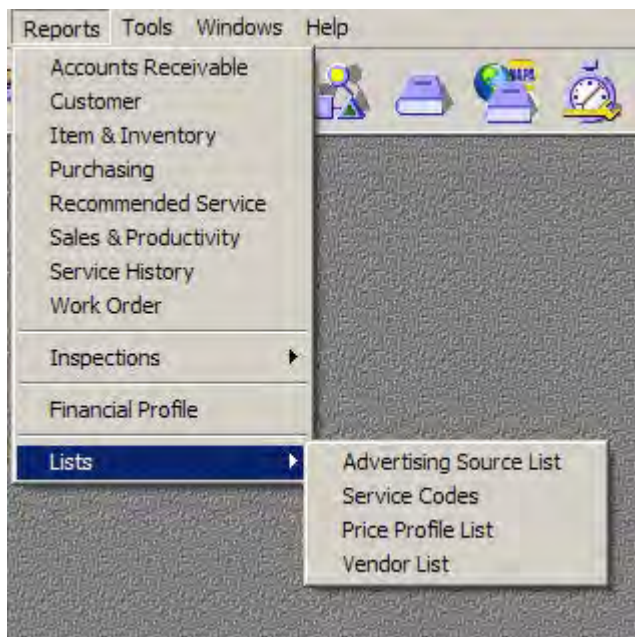 Reports Tools Windows Help
Accounts Receivable
Customer
Item & Inventory
Purchasing
Recommended Service
Sales & Productivity
Service History
Work Order
Inspections
Financial Profile
Lists
Advertising Source List
Service Codes
Price Profile List
Vendor List